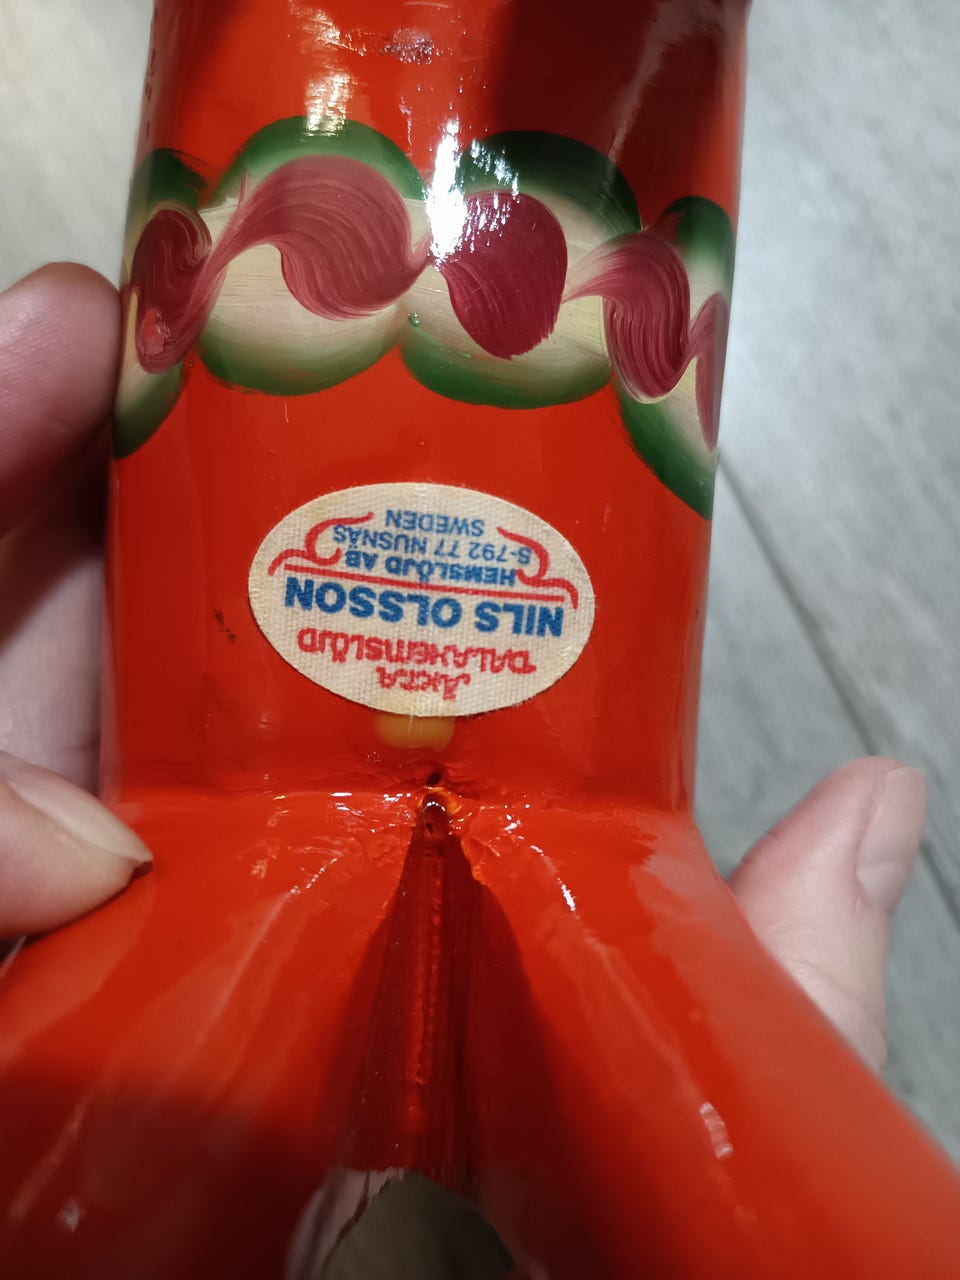 ÄKTA
DALAHEMSLÖJD
NILS OLSSON
HEMSLÖJD AB
S-792 77 NUSNÄS
SWEDEN